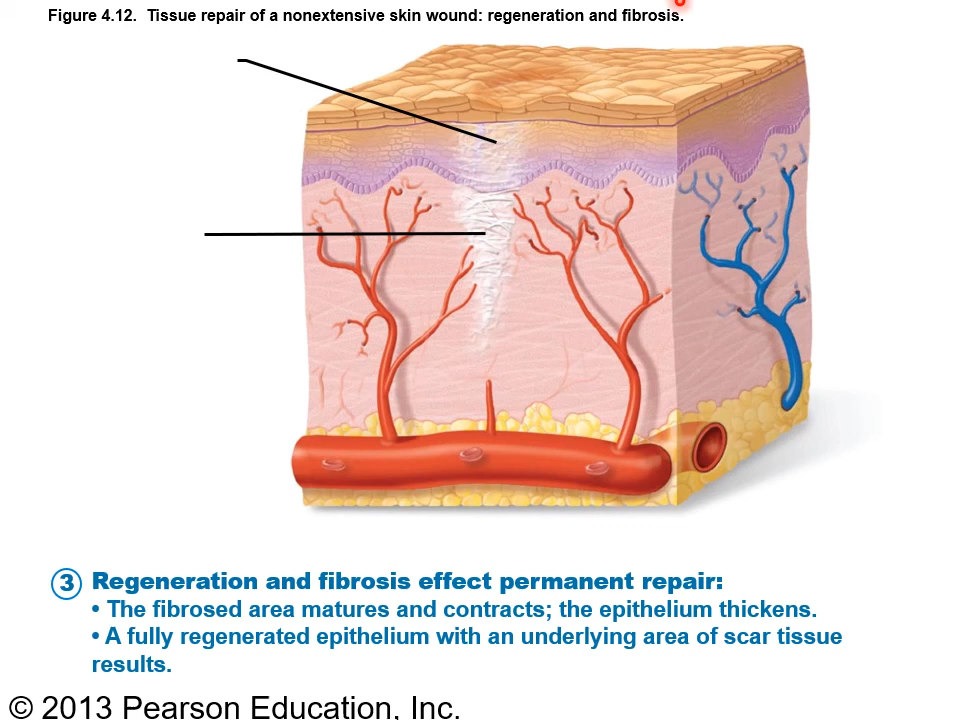 Figure 4.12. Tissue repair of a nonextensive skin wound: regeneration and fibrosis.
3 Regeneration and fibrosis effect permanent repair:
• The fibrosed area matures and contracts; the epithelium thickens.
• A fully regenerated epithelium with an underlying area of scar tissue
results.
© 2013 Pearson Education, Inc.